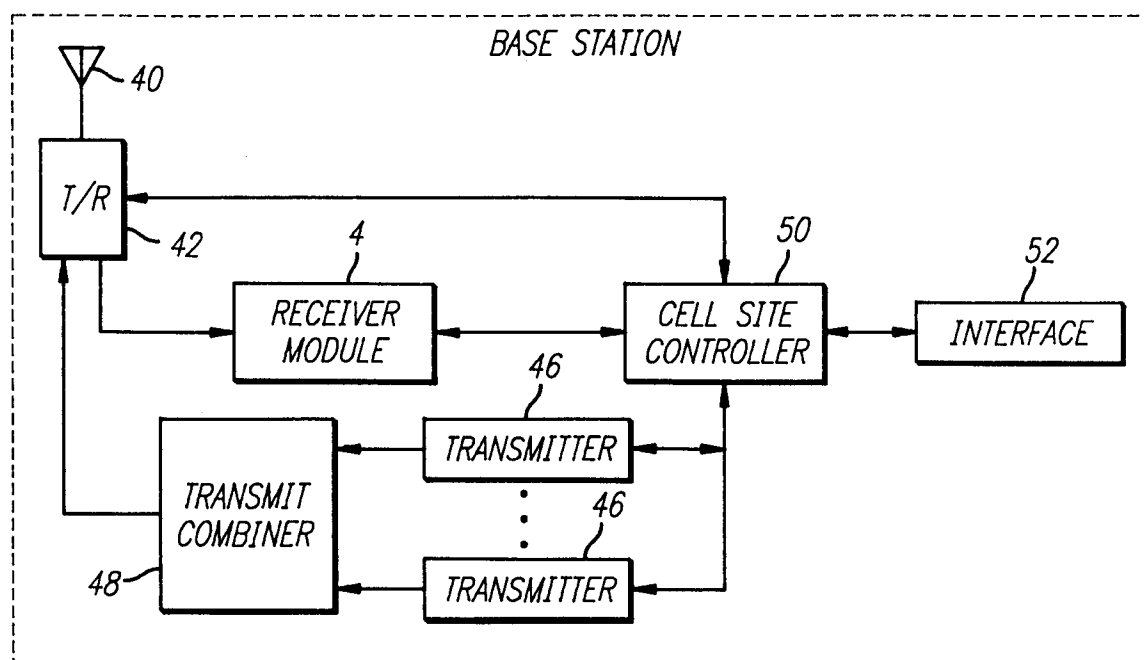 BASE STATION
40
T/R
42
4
RECEIVER
MODULE
50
CELL SITE
CONTROLLER
52
INTERFACE
46
TRANSMITTER
46
TRANSMITTER
TRANSMIT
COMBINER
48